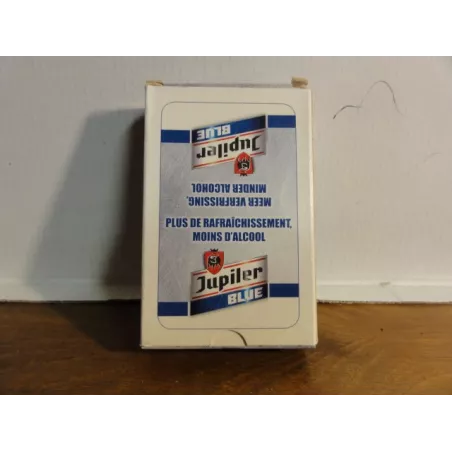 BLUE
Jupiler
MEER VERFRISSING,
MINDER ALCOHOL
PLUS DE RAFRAÎCHISSEMENT,
MOINS D'ALCOOL
Jupiler
BLUE